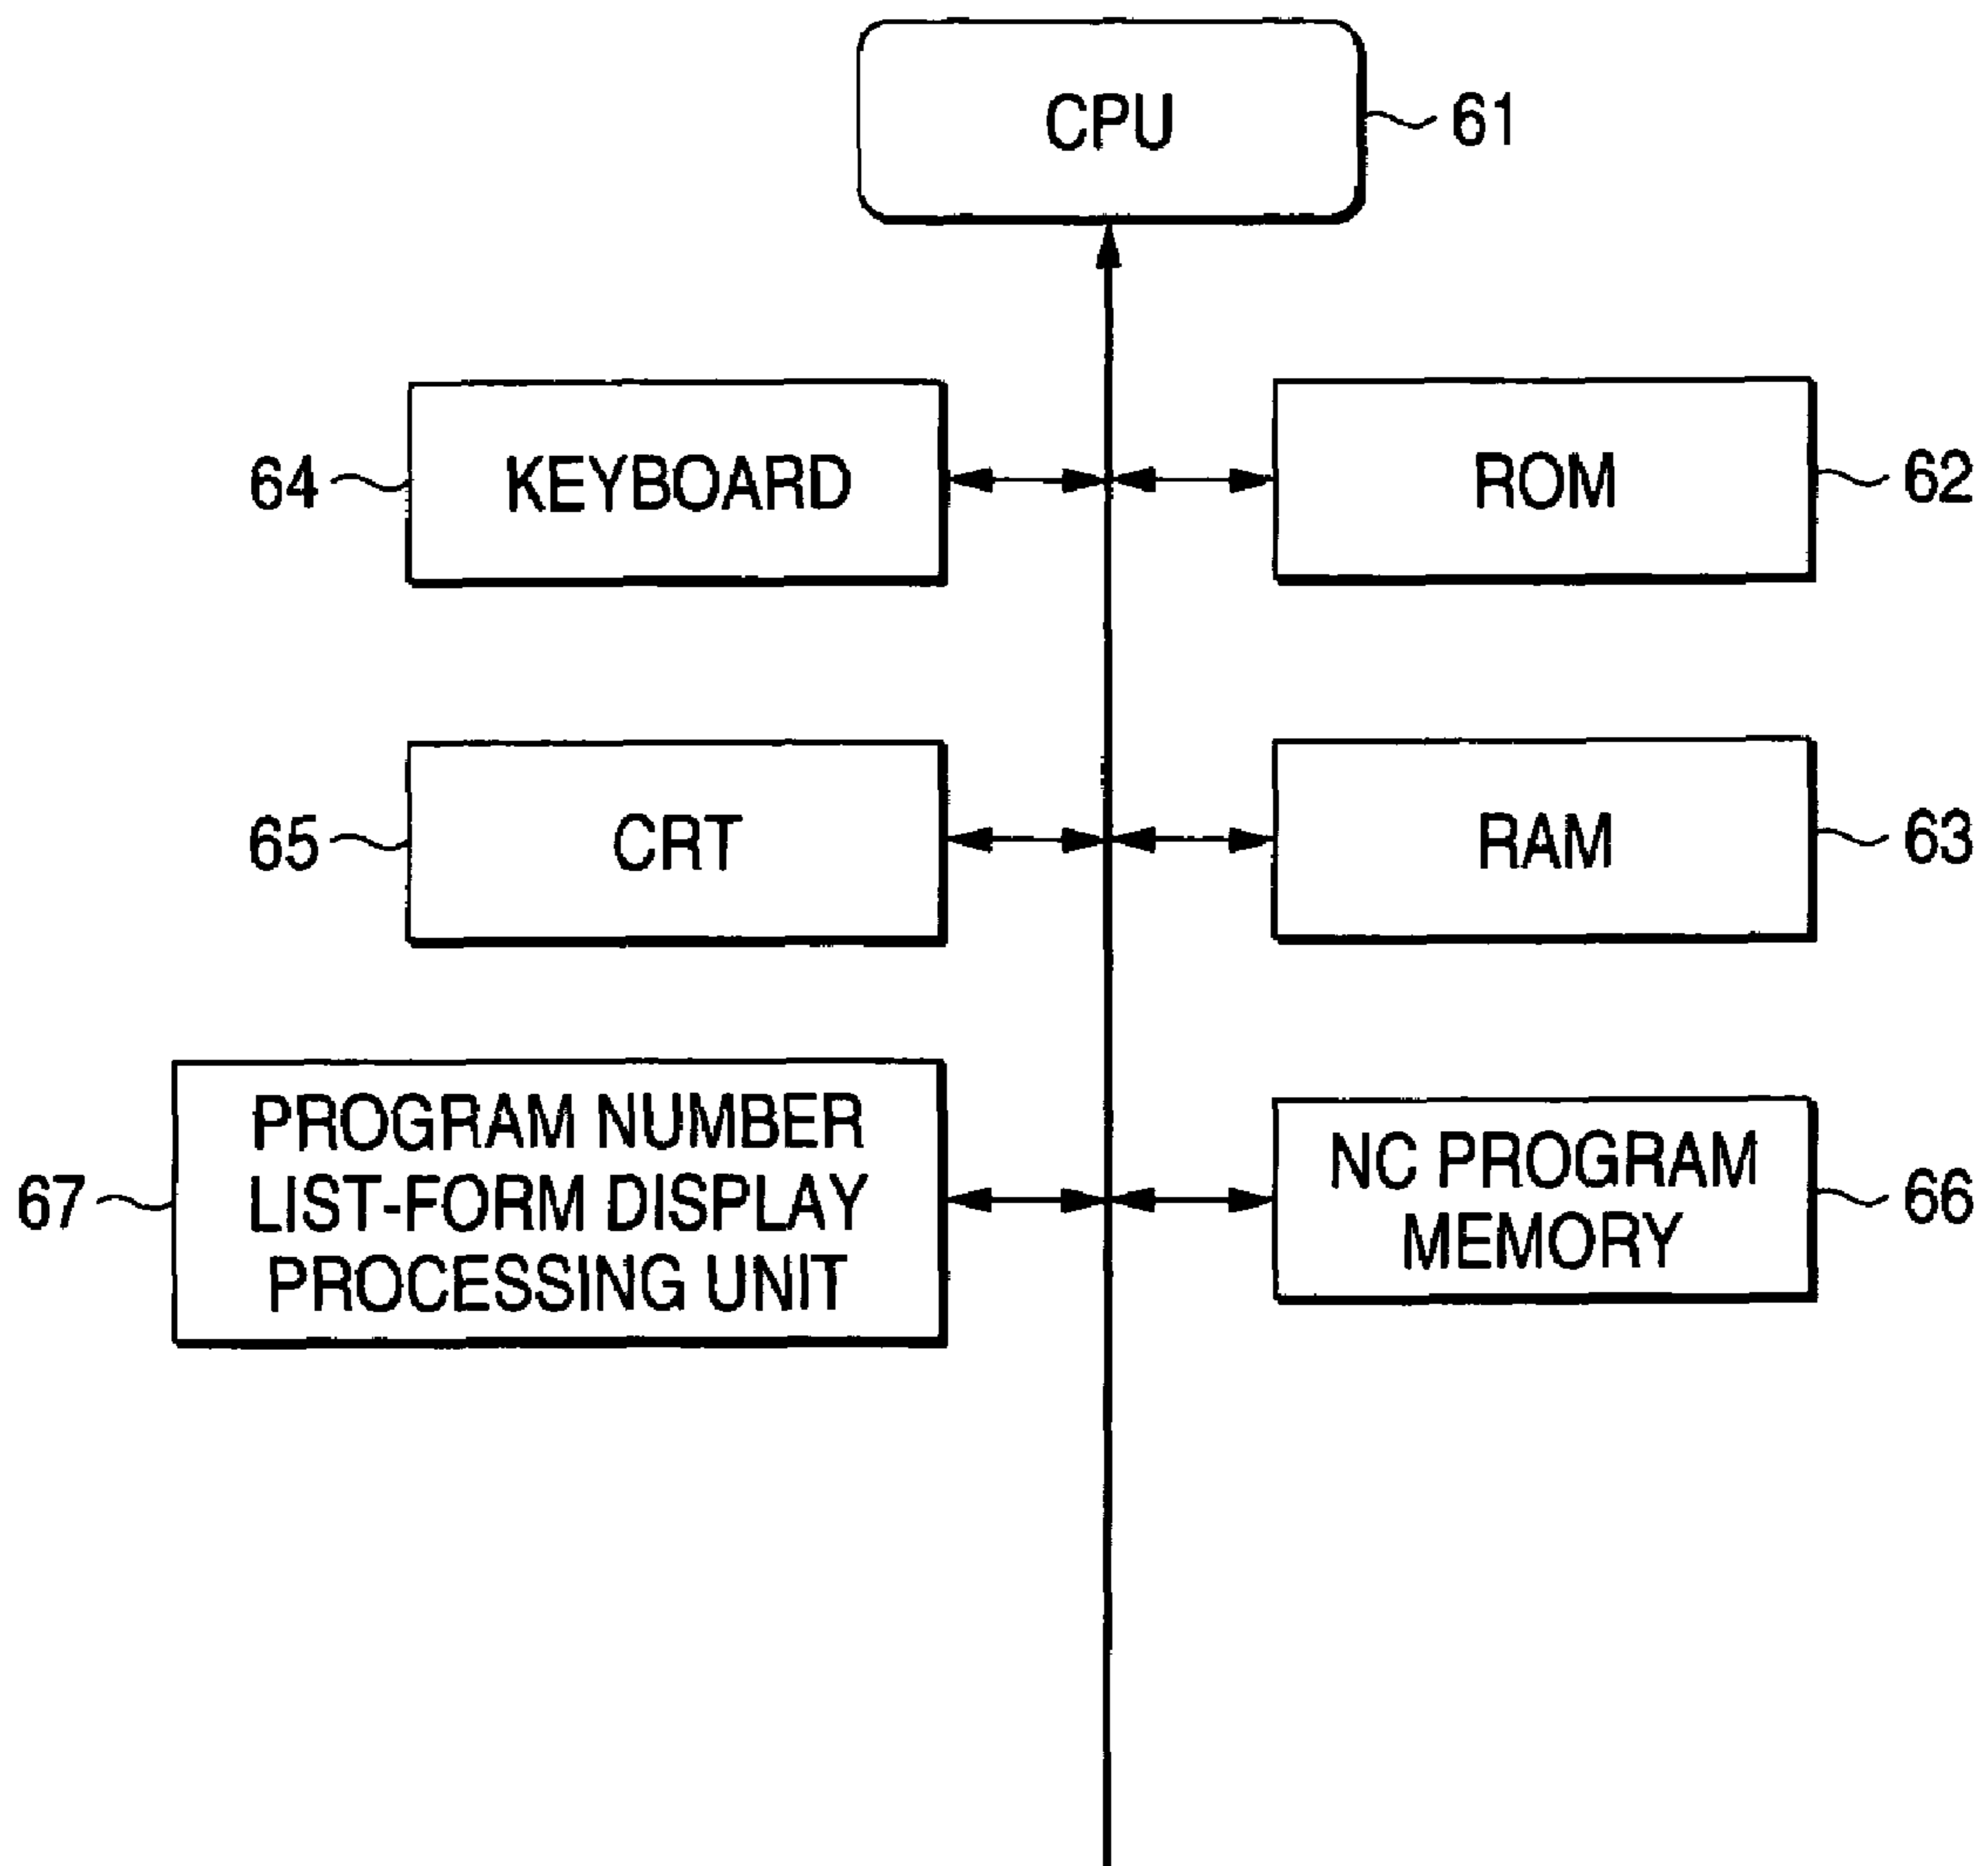 CPU
61
64
KEYBOARD
ROM
62
65
CRT
RAM
63
67
PROGRAM NUMBER
LIST-FORM DISPLAY
PROCESSING UNIT
NC PROGRAM
MEMORY
66